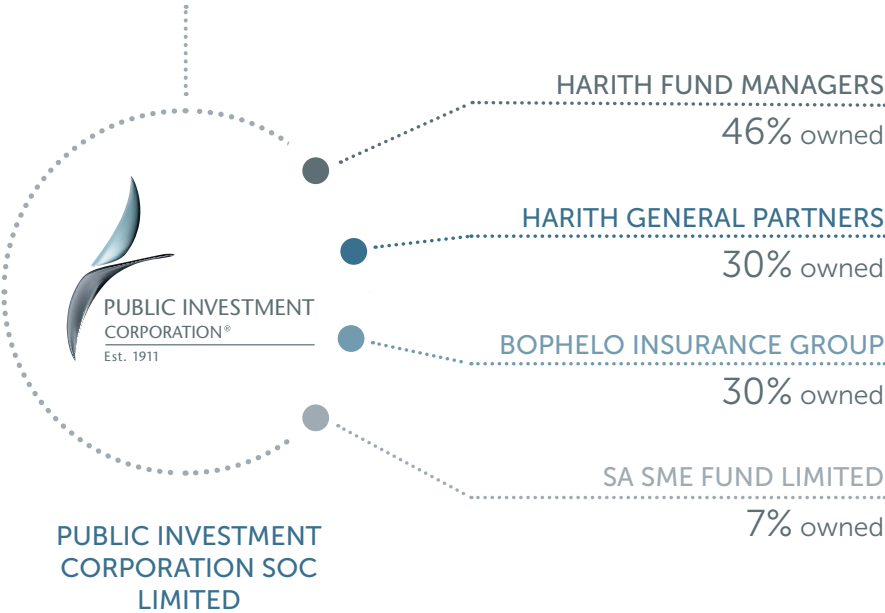 HARITH FUND MANAGERS
46% owned
HARITH GENERAL PARTNERS
30% owned
PUBLIC INVESTMENT
CORPORATION®
Est. 1911
BOPHELO INSURANCE GROUP
30% owned
SA SME FUND LIMITED
7% owned
PUBLIC INVESTMENT
CORPORATION SOC
LIMITED